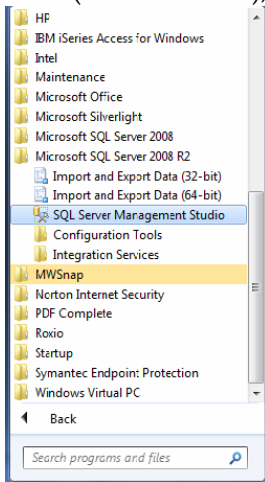 HP
IBM iSeries Access for Windows
Intel
Maintenance
Microsoft Office
Microsoft Silverlight
Microsoft SQL Server 2008
Microsoft SQL Server 2008 R2
Import and Export Data (32-bit)
Import and Export Data (64-bit)
SQL Server Management Studio
Configuration Tools
Integration Services
MWSnap
Norton Internet Security
PDF Complete
Roxio
Startup
Symantec Endpoint Protection
Windows Virtual PC
Back
Search programs and files